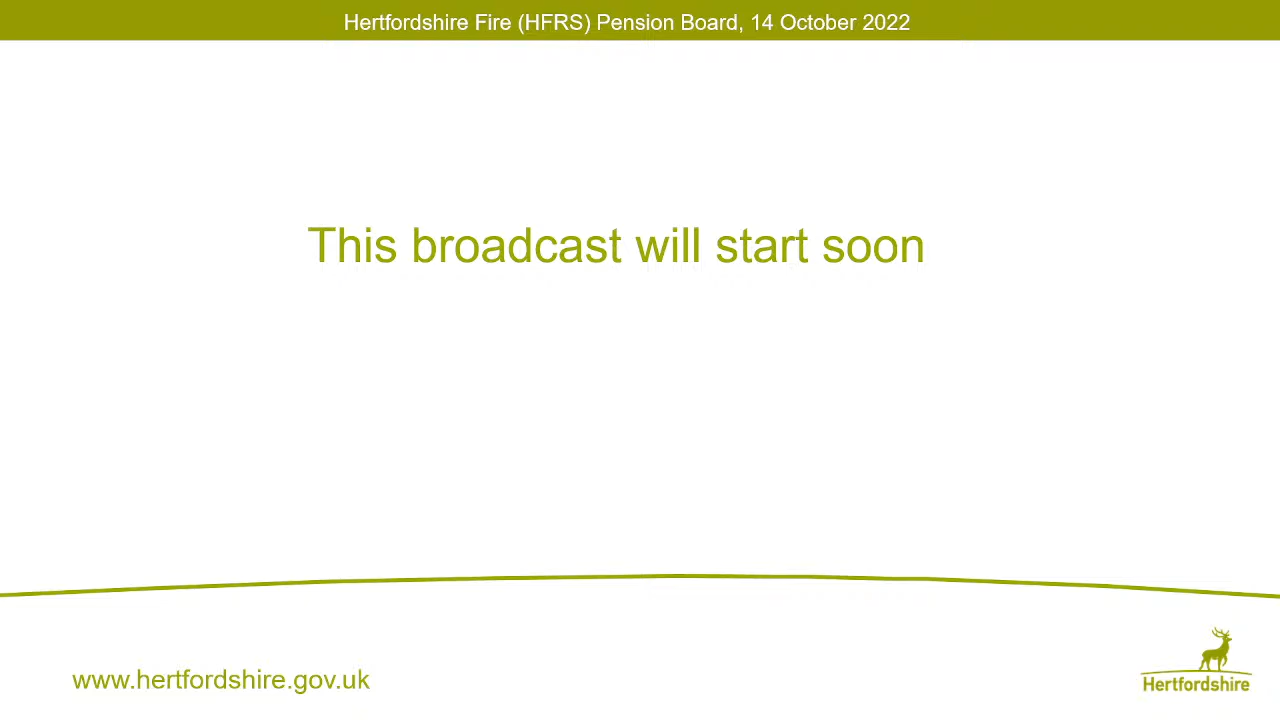 Hertfordshire Fire (HFRS) Pension Board, 14 October 2022
This broadcast will start soon
www.hertfordshire.gov.uk
Hertfordshire